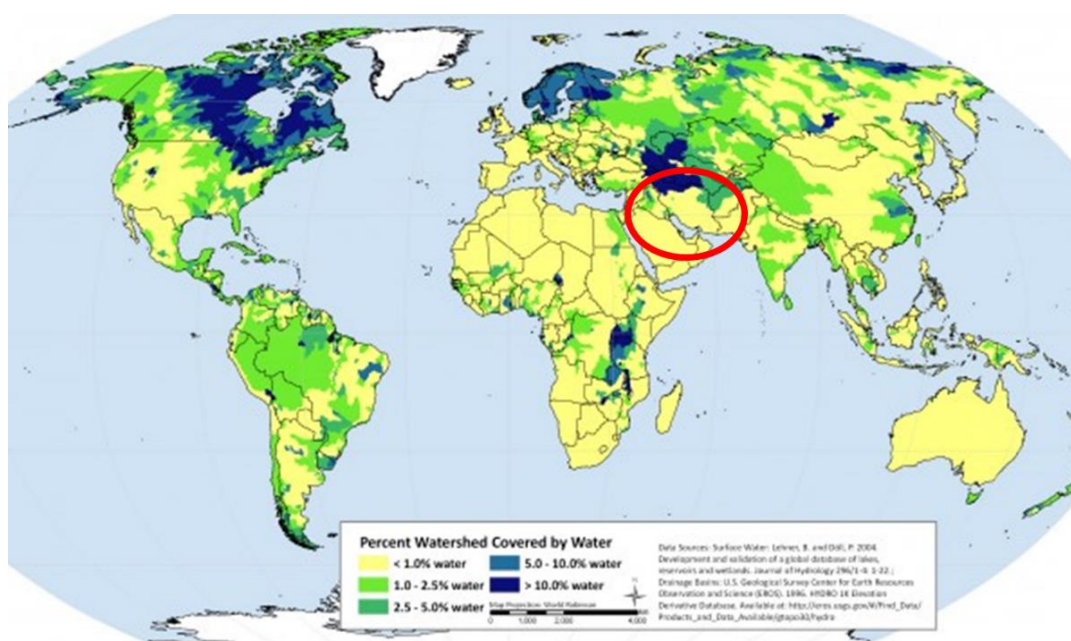 Percent Watershed Covered by Water
< 1.0% water
5.0 - 10.0% water
1.0 - 2.5% water
> 10.0% water
2.5 - 5.0% water
Map Projection: World Robinson
Data Sources: Surface Water: Lehner, B. and Döll, P. 2004.
Development and validation of a global database of lakes,
reservoirs and wetlands. Journal of Hydrology 296/1-4: 1-22.;
Drainage Basins: U.S. Geological Survey Center for Earth Resources
Observation and Science (EROS). 1996. HYDRO 1K Elevation
Derivative Database. Available at: http://eros.usgs.gov/#/Find_Data/
Products_and_Data_Available/gtopo30/hydro